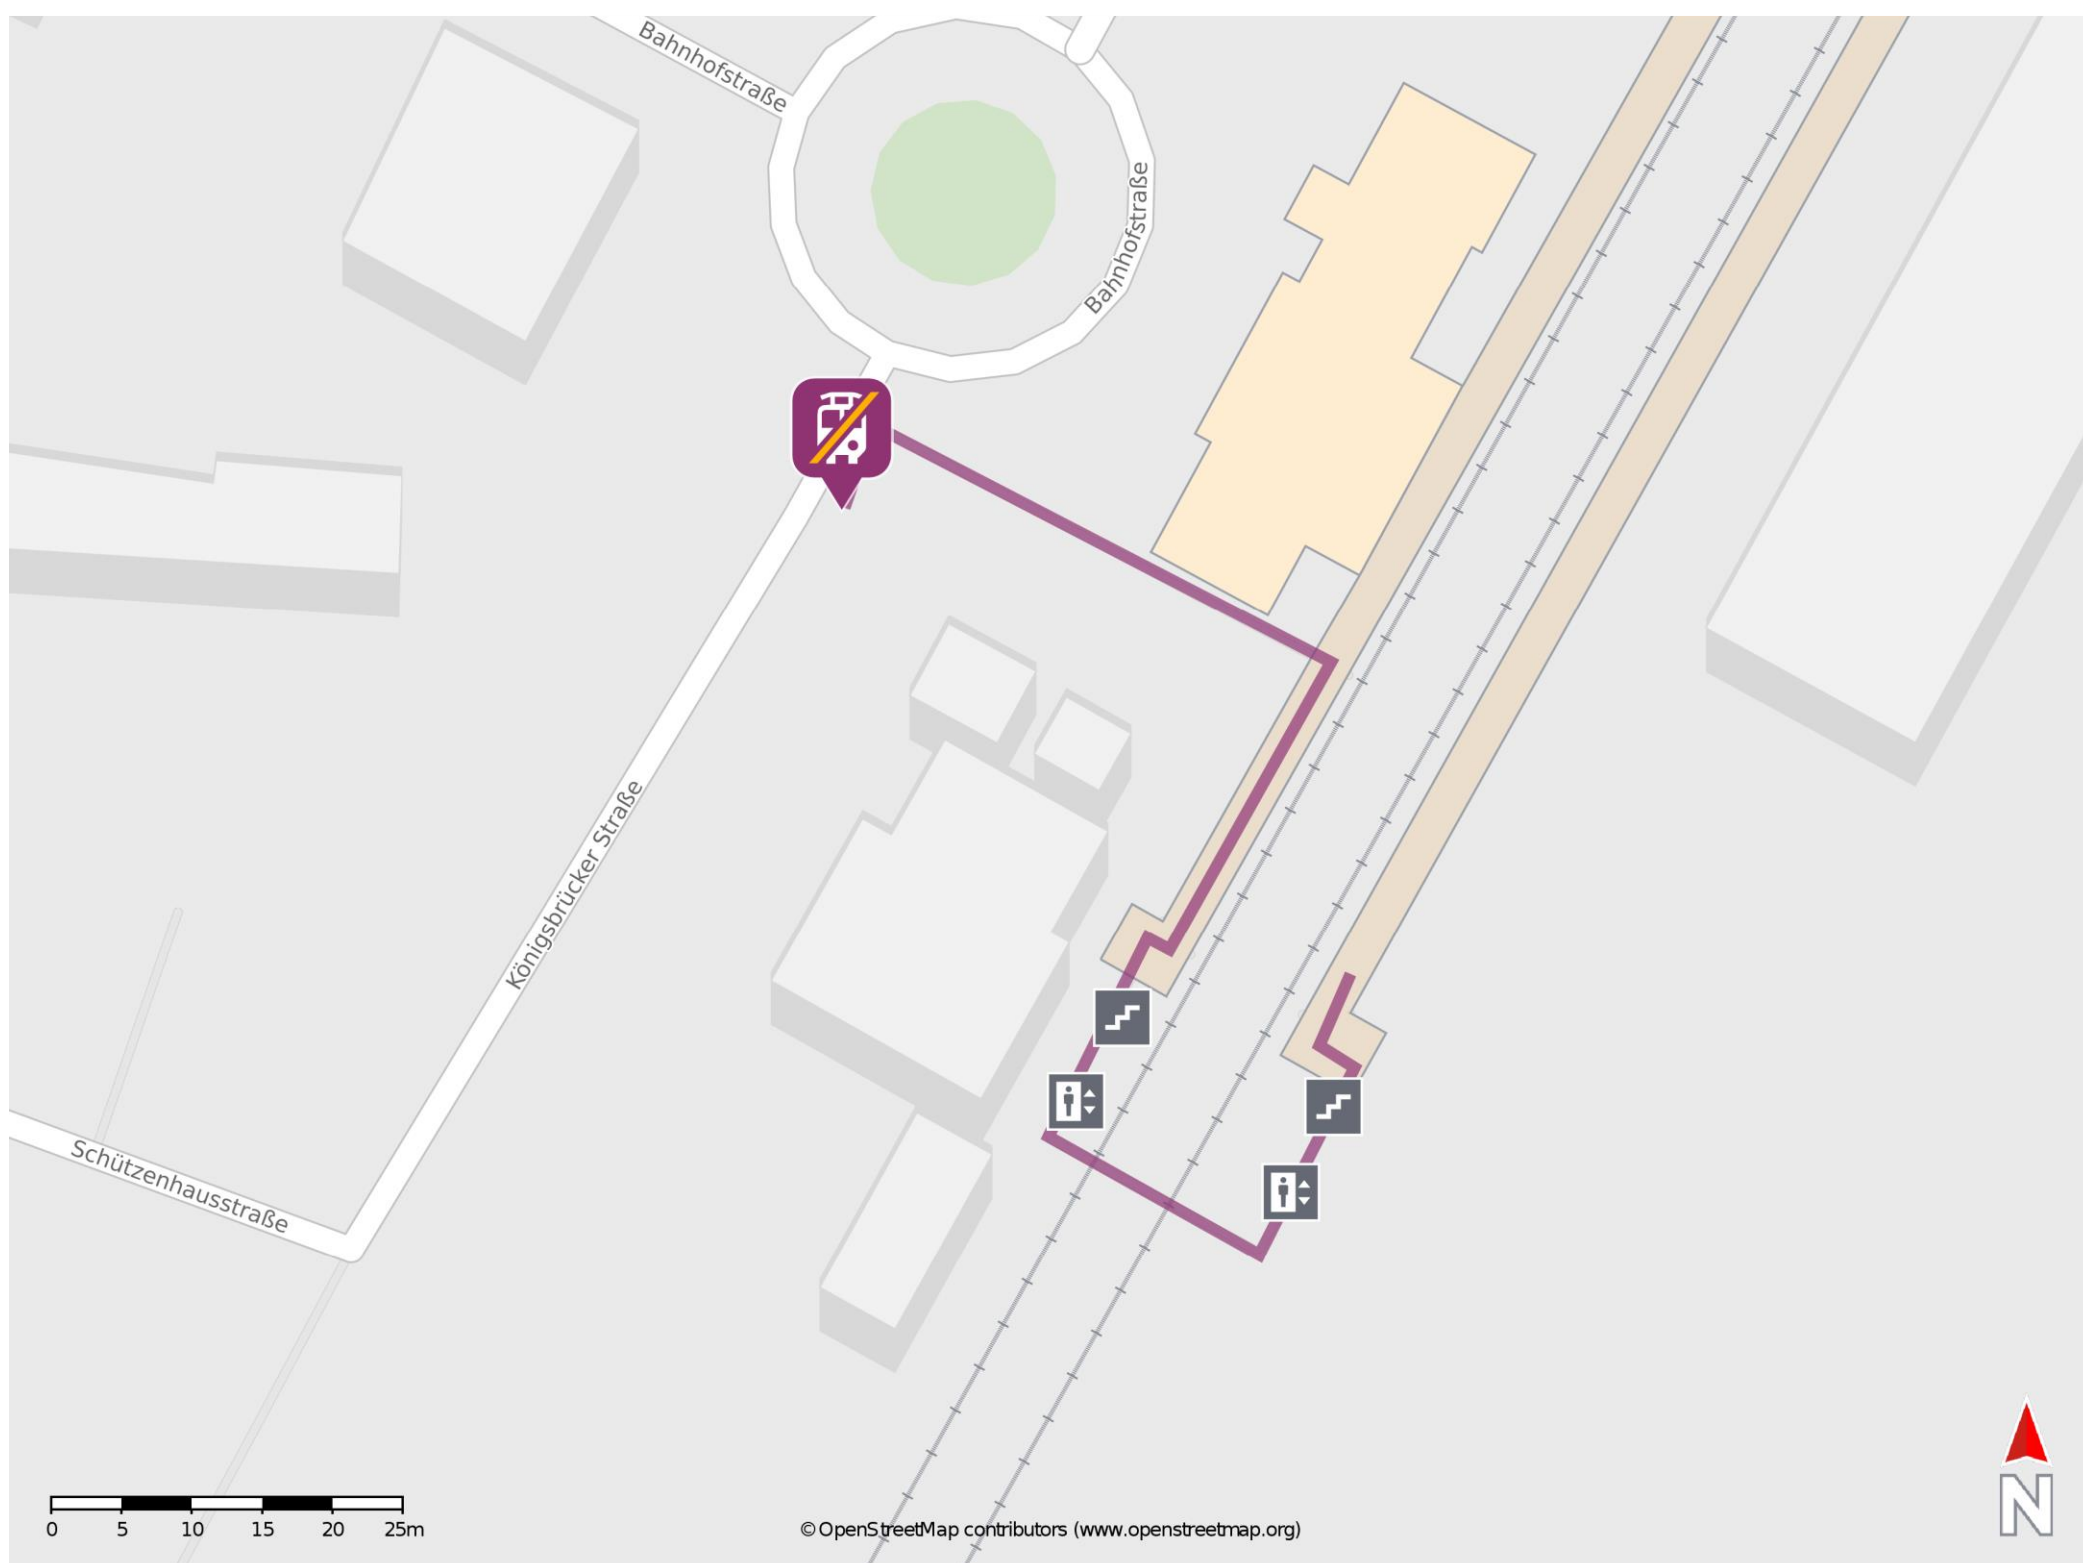 Bahnhofstraße
Bahnhofstraße
Königsbrücker Straße
Schützenhausstraße
0 5 10 15 20 25m
© OpenStreetMap contributors (www.openstreetmap.org)
N